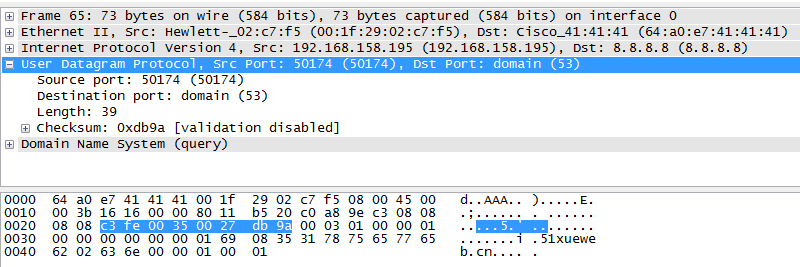 Frame 65: 73 bytes on wire (584 bits), 73 bytes captured (584 bits) on interface 0
Ethernet II, Src: Hewlett-_02:c7:f5 (00:1f:29:02:c7:f5), Dst: Cisco_41:41:41 (64:a0:e7:41:41:41)
Internet Protocol Version 4, Src: 192.168.158.195 (192.168.158.195), Dst: 8.8.8.8 (8.8.8.8)
User Datagram Protocol, Src Port: 50174 (50174), Dst Port: domain (53)
Source port: 50174 (50174)
Destination port: domain (53)
Length: 39
Checksum: 0xdb9a [validation disabled]
Domain Name System (query)
0000 64 a0 e7 41 41 41 00 1f 29 02 c7 f5 08 00 45 00 d..AAA.. ).....E.
0010 00 3b 16 16 00 00 80 11 b5 20 c0 a8 9e c3 08 08 .;...... . ......
0020 08 08 c3 fe 00 35 00 27 db 9a 00 03 01 00 00 01 .....5.' ........
0030 00 00 00 00 00 01 69 08 35 31 78 75 65 77 65 .......i .51xuewe
0040 62 02 63 6e 00 00 01 00 01 b.cn.... .